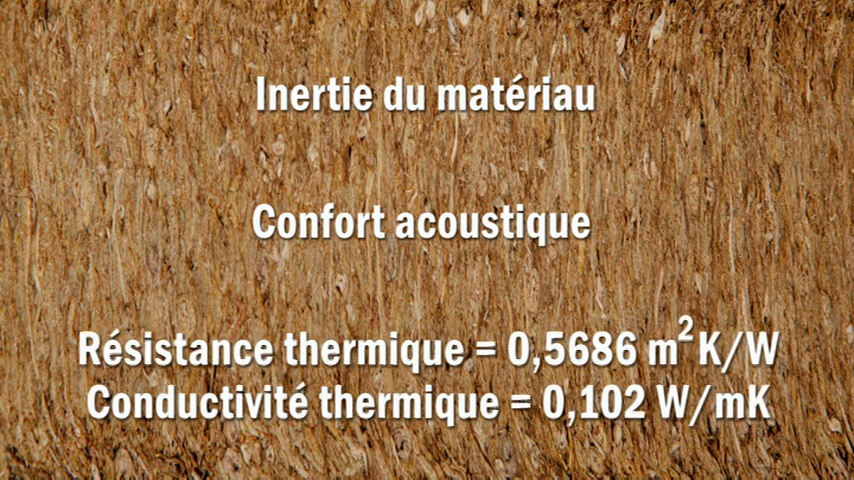 Inertie du matériau
Confort acoustique
Résistance thermique = 0,5686 m²K/W
Conductivité thermique = 0,102 W/mK